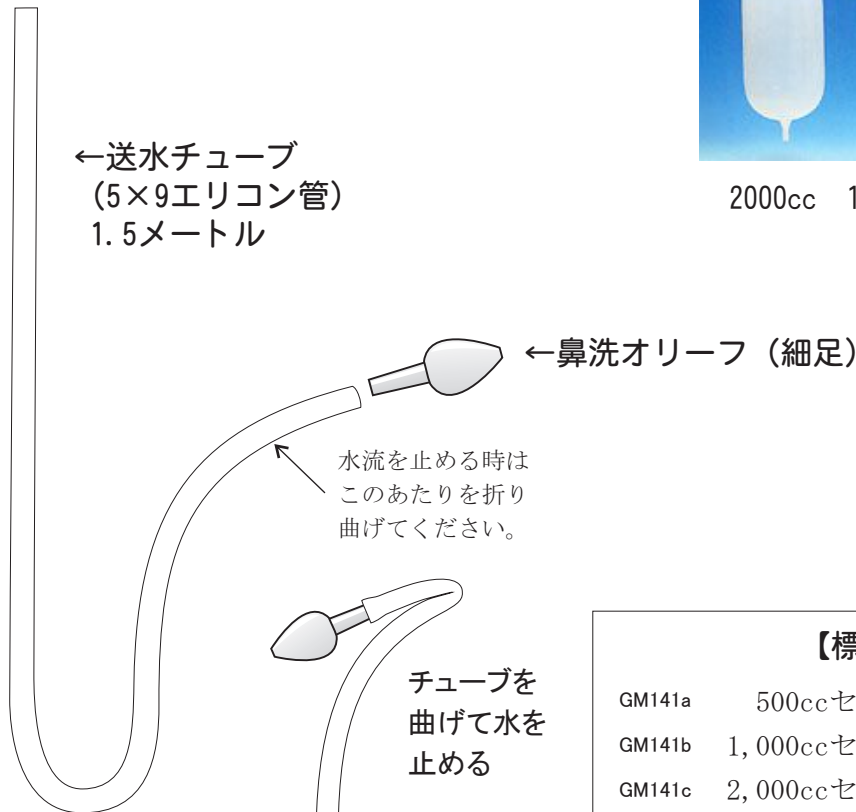 ←送水チューブ
(5×9エリコン管)
1.5メートル
2000cc 1
←鼻洗オリーフ（細足）
水流を止める時は
このあたりを折り
曲げてください。
チューブを
曲げて水を
止める
【標
GM141a 500ccセ
GM141b 1,000ccセ
GM141c 2,000ccセ